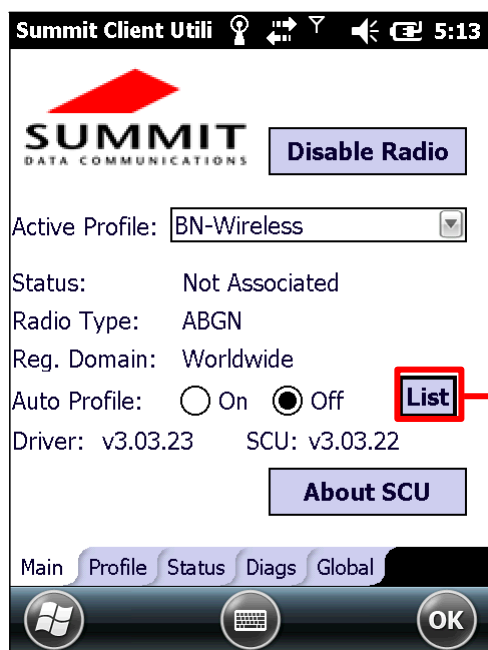 Summit Client Utili 5:13
SUMMIT
DATA COMMUNICATIONS
Disable Radio
Active Profile: BN-Wireless
Status: Not Associated
Radio Type: ABGN
Reg. Domain: Worldwide
Auto Profile: On Off List
Driver: v3.03.23 SCU: v3.03.22
About SCU
Main Profile Status Diags Global
OK